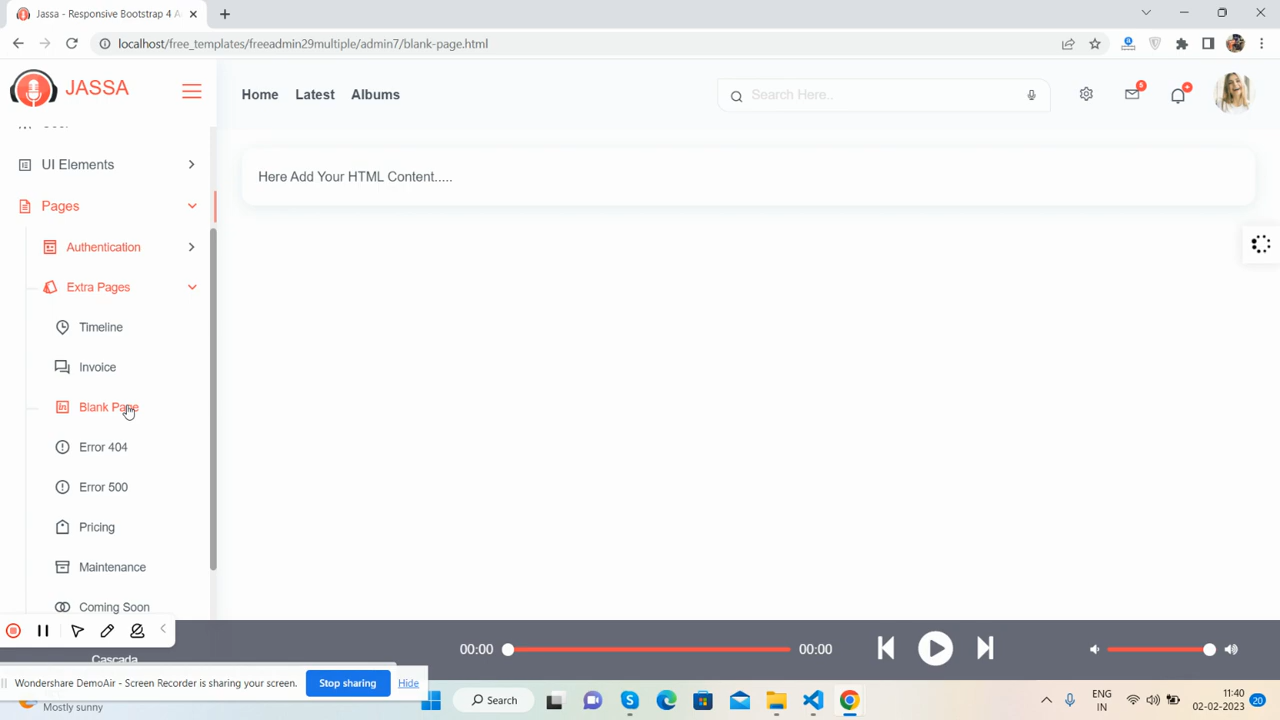 Jassa - Responsive Bootstrap 4 A
localhost/free_templates/freeadmin29multiple/admin7/blank-page.html
JASSA
Home Latest Albums
Search Here..
UI Elements
Pages
Here Add Your HTML Content.....
Authentication
Extra Pages
Timeline
Invoice
Blank Page
Error 404
Error 500
Pricing
Maintenance
Coming Soon
00:00 00:00
Cascada
Wondershare DemoAir - Screen Recorder is sharing your screen. Stop sharing Hide
Mostly sunny
Search
ENG
IN
11:40
02-02-2023
20